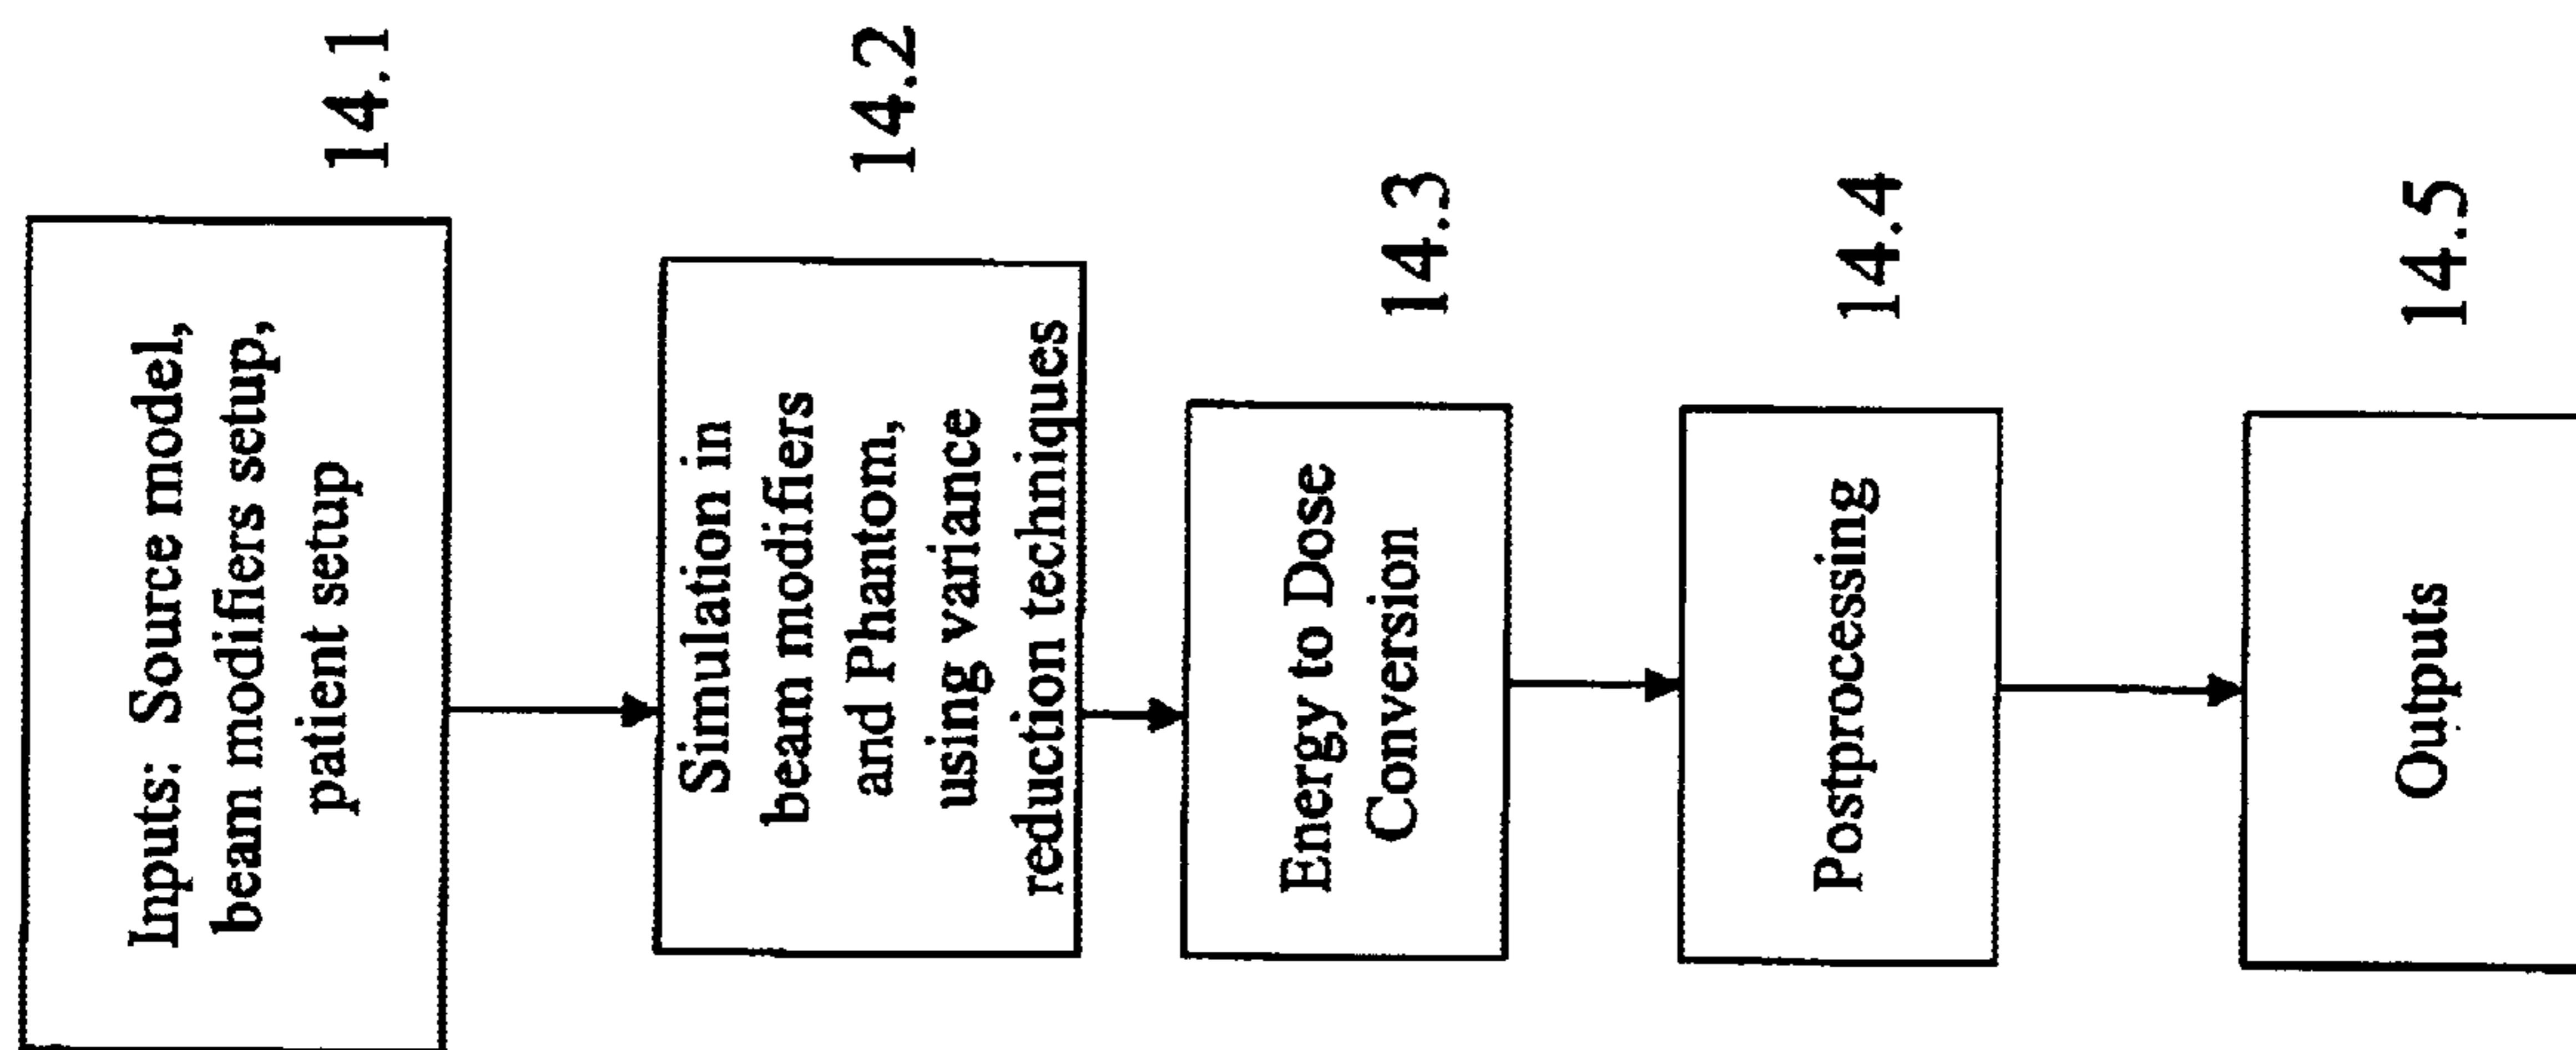 Inputs: Source model,
beam modifiers setup,
patient setup
14.1
Simulation in
beam modifiers
and Phantom,
using variance
reduction techniques
14.2
Energy to Dose
Conversion
14.3
Postprocessing
14.4
Outputs
14.5